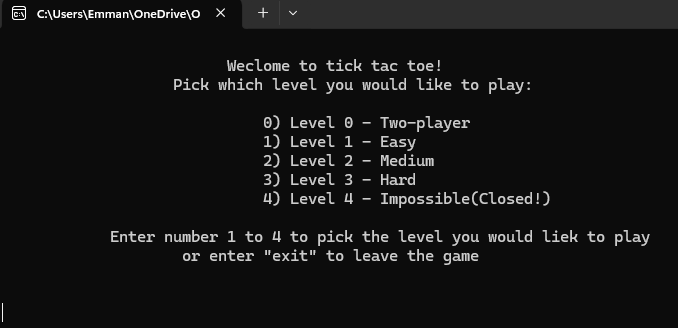 C:\Users\Emman\OneDrive\O
Weclome to tick tac toe!
Pick which level you would like to play:
0) Level 0 - Two-player
1) Level 1 - Easy
2) Level 2 - Medium
3) Level 3 - Hard
4) Level 4 - Impossible(Closed!)
Enter number 1 to 4 to pick the level you would liek to play
or enter "exit" to leave the game